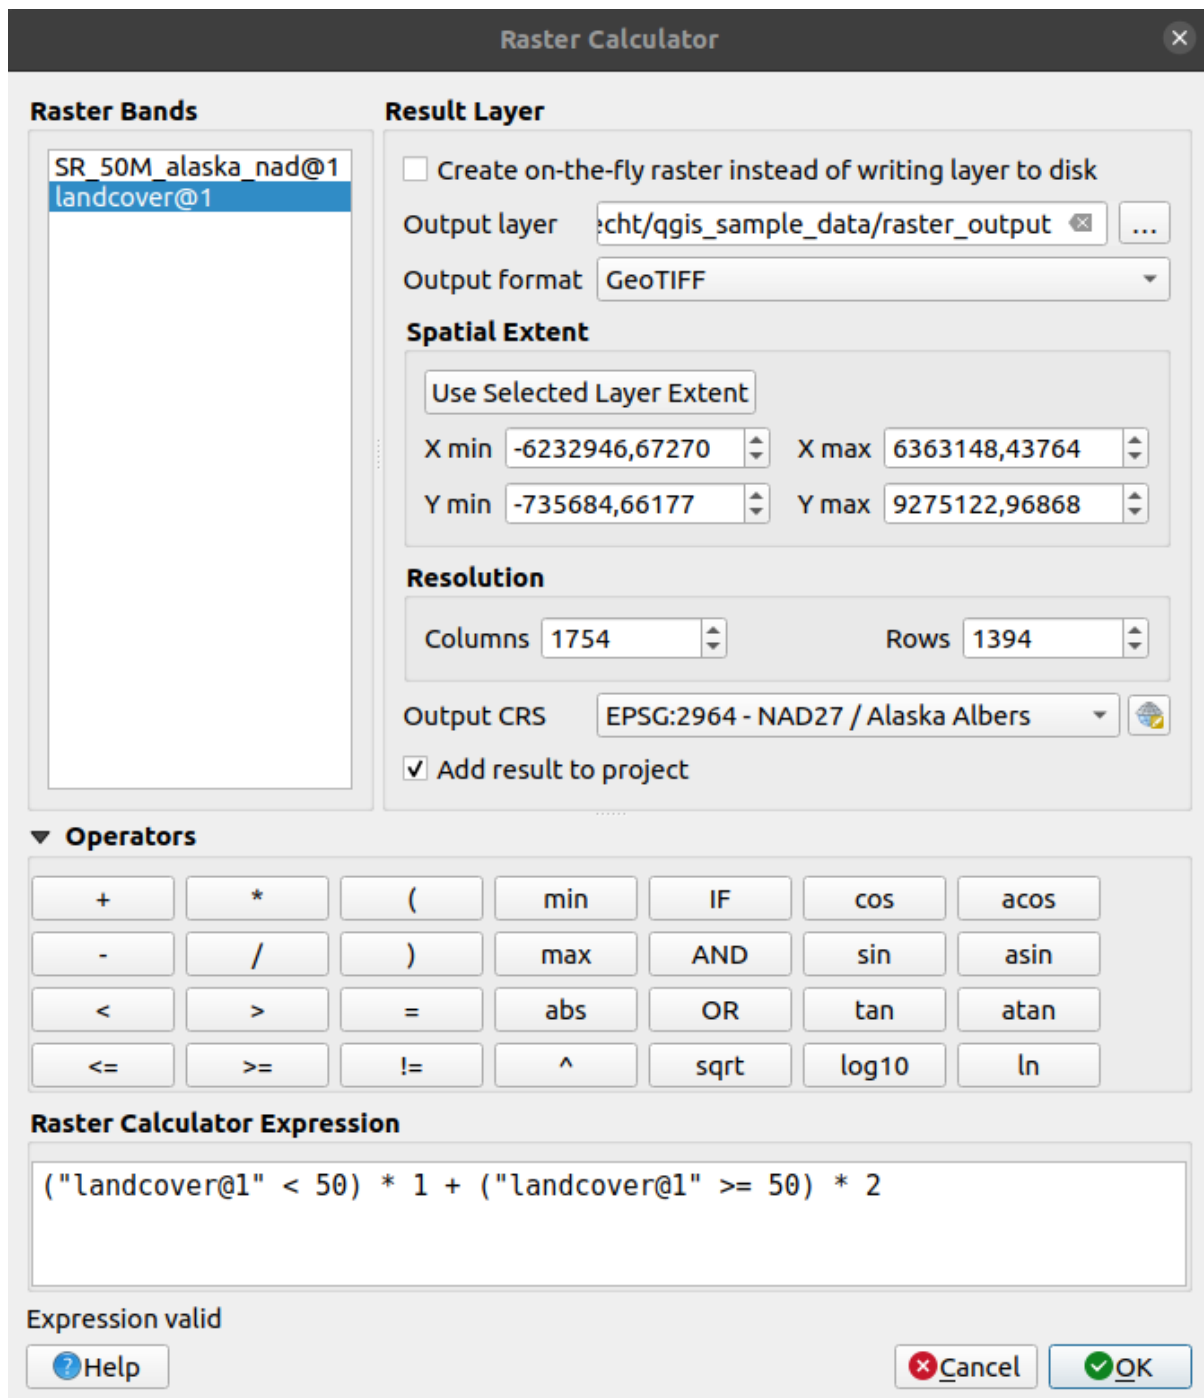 Raster Calculator
Raster Bands
SR_50M_alaska_nad@1
landcover@1
Result Layer
Create on-the-fly raster instead of writing layer to disk
Output layer echt/qgis_sample_data/raster_output ...
Output format GeoTIFF
Spatial Extent
Use Selected Layer Extent
X min -6232946,67270 X max 6363148,43764
Y min -735684,66177 Y max 9275122,96868
Resolution
Columns 1754 Rows 1394
Output CRS EPSG:2964 - NAD27 / Alaska Albers
Add result to project
Operators
+ * ( min IF cos acos
- / ) max AND sin asin
< > = abs OR tan atan
<= >= != ^ sqrt log10 ln
Raster Calculator Expression
("landcover@1" < 50) * 1 + ("landcover@1" >= 50) * 2
Expression valid
Help Cancel OK